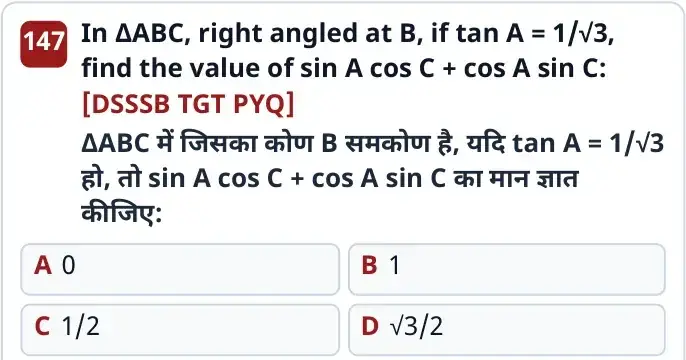 147 In ΔABC, right angled at B, if tan A = 1/√3,
find the value of sin A cos C + cos A sin C:
[DSSSB TGT PYQ]
ΔABC में जिसका कोण B समकोण है, यदि tan A = 1/√3
हो, तो sin A cos C + cos A sin C का मान ज्ञात
कीजिए:
A 0 B 1
C 1/2 D √3/2